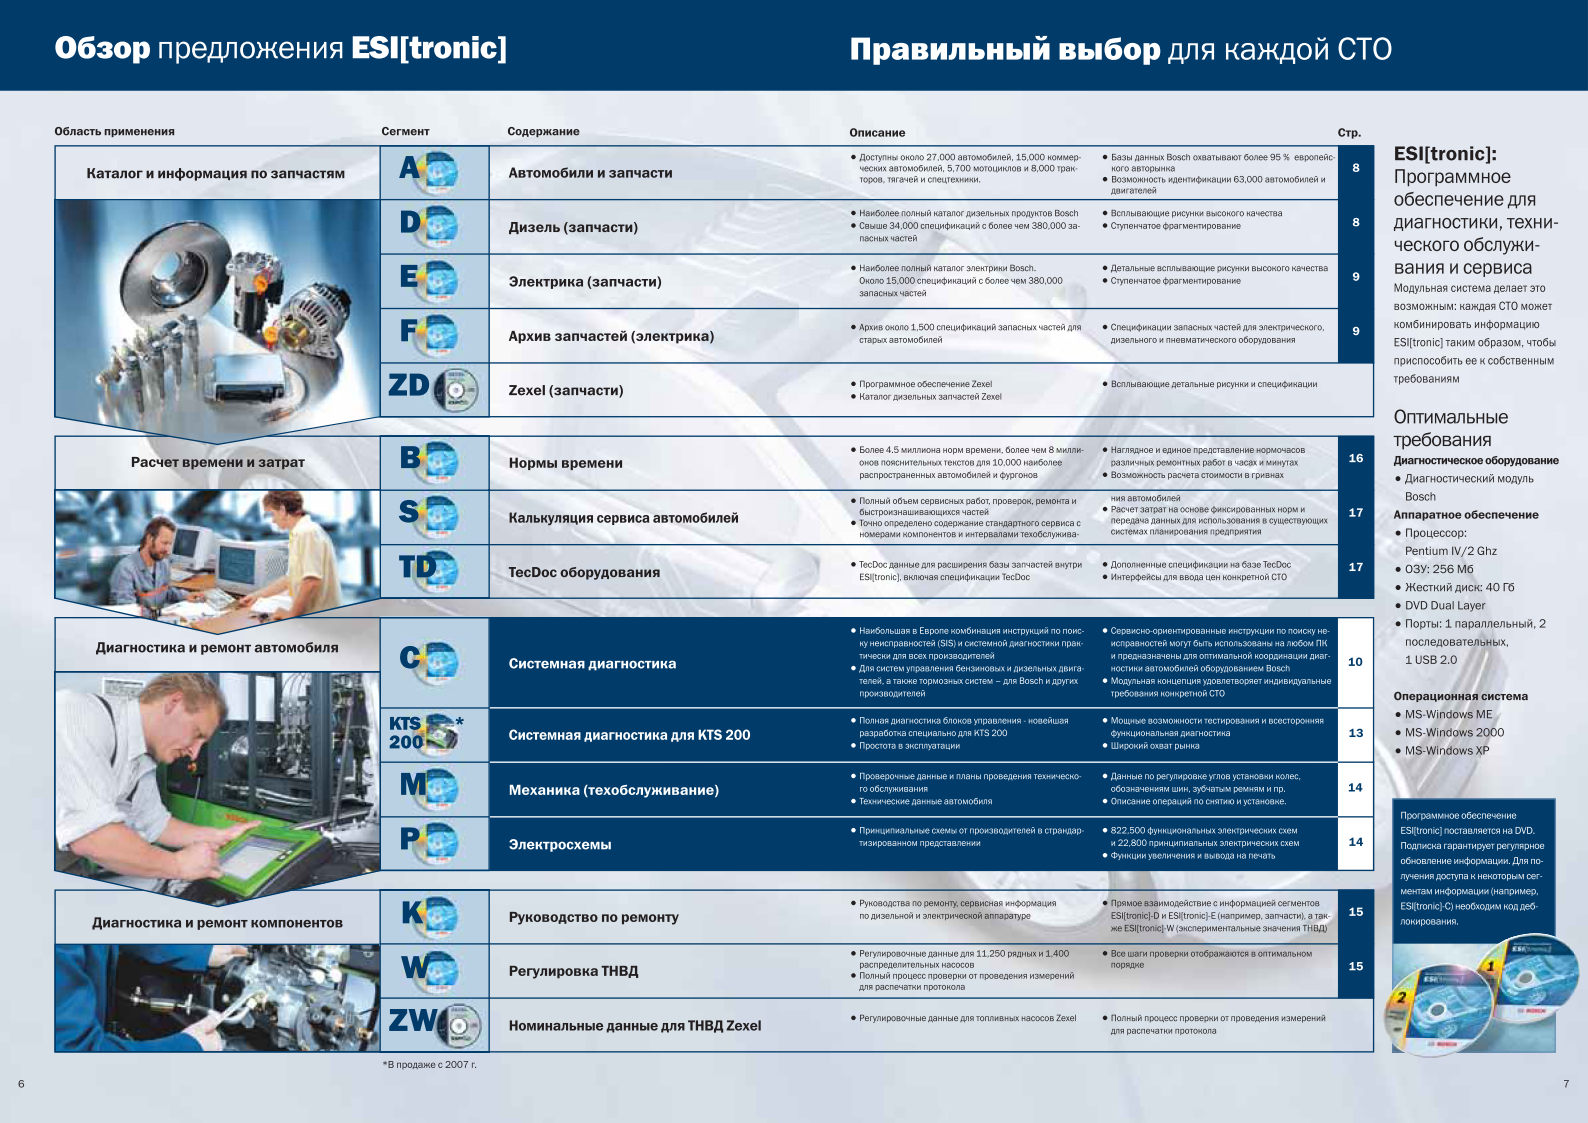 Обзор предложения ESI[tronic]
Правильный выбор для каждой СТО
Область применения
Сегмент
Содержание
Описание
Стр.
Каталог и информация по запчастям
A
Автомобили и запчасти
● Доступны около 27,000 автомобилей, 15,000 коммер-
ческих автомобилей, 5,700 мотоциклов и 8,000 трак-
торов, тягачей и спецтехники.
● Базы данных Bosch охватывают более 95 % европейс-
кого авторынка
● Возможность идентификации 63,000 автомобилей и
двигателей
8
D
Дизель (запчасти)
● Наиболее полный каталог дизельных продуктов Bosch
● Свыше 34,000 спецификаций с более чем 380,000 за-
пасных частей
● Всплывающие рисунки высокого качества
● Ступенчатое фрагментирование
8
E
Электрика (запчасти)
● Наиболее полный каталог электрики Bosch.
Около 15,000 спецификаций с более чем 380,000
запасных частей
● Детальные всплывающие рисунки высокого качества
● Ступенчатое фрагментирование
9
F
Архив запчастей (электрика)
● Архив около 1,500 спецификаций запасных частей для
старых автомобилей
● Спецификации запасных частей для электрического,
дизельного и пневматического оборудования
9
ZD
Zexel (запчасти)
● Программное обеспечение Zexel
● Каталог дизельных запчастей Zexel
● Всплывающие детальные рисунки и спецификации
Расчет времени и затрат
B
Нормы времени
● Более 4.5 миллиона норм времени, более чем 8 милли-
онов пояснительных текстов для 10,000 наиболее
распространенных автомобилей и фургонов
● Наглядное и единое представление нормочасов
различных ремонтных работ в часах и минутах
● Возможность расчета стоимости в гривнах
16
S
Калькуляция сервиса автомобилей
● Полный объем сервисных работ, проверок, ремонта и
быстроизнашивающихся частей
● Точно определено содержание стандартного сервиса с
номерами компонентов и интервалами техобслужива-
ния автомобилей
● Расчет затрат на основе фиксированных норм и
передача данных для использования в существующих
системах планирования предприятия
17
TD
TecDoc оборудования
● TecDoc данные для расширения базы запчастей внутри
ESI[tronic], включая спецификации TecDoc
● Дополненные спецификации на базе TecDoc
● Интерфейсы для ввода цен конкретной СТО
17
Диагностика и ремонт автомобиля
C
Системная диагностика
● Наибольшая в Европе комбинация инструкций по поис-
ку неисправностей (SIS) и системной диагностики прак-
тически для всех производителей
● Для систем управления бензиновых и дизельных двига-
телей, а также тормозных систем – для Bosch и других
производителей
● Сервисно-ориентированные инструкции по поиску не-
исправностей могут быть использованы на любом ПК
и предназначены для оптимальной координации диаг-
ностики автомобилей оборудованием Bosch
● Модульная концепция удовлетворяет индивидуальные
требования конкретной СТО
10
KTS *
200
Системная диагностика для KTS 200
● Полная диагностика блоков управления - новейшая
разработка специально для KTS 200
● Простота в эксплуатации
● Мощные возможности тестирования и всесторонняя
функциональная диагностика
● Широкий охват рынка
13
M
Механика (техобслуживание)
● Проверочные данные и планы проведения техническо-
го обслуживания
● Технические данные автомобиля
● Данные по регулировке углов установки колес,
обозначениям шин, зубчатым ремням и пр.
● Описание операций по снятию и установке.
14
P
Электросхемы
● Принципиальные схемы от производителей в страндар-
тизированном представлении
● 822,500 функциональных электрических схем
и 22,800 принципиальных электрических схем
● Функции увеличения и вывода на печать
14
Диагностика и ремонт компонентов
K
Руководство по ремонту
● Руководства по ремонту, сервисная информация
по дизельной и электрической аппаратуре
● Прямое взаимодействие с информацией сегментов
ESI[tronic]-D и ESI[tronic]-E (например, запчасти), а так-
же ESI[tronic]-W (экспериментальные значения ТНВД)
15
W
Регулировка ТНВД
● Регулировочные данные для 11,250 рядных и 1,400
распределительных насосов
● Полный процесс проверки от проведения измерений
для распечатки протокола
● Все шаги проверки отображаются в оптимальном
порядке
15
ZW
Номинальные данные для ТНВД Zexel
● Регулировочные данные для топливных насосов Zexel
● Полный процесс проверки от проведения измерений
для распечатки протокола
*В продаже с 2007 г.
6
ESI[tronic]:
Программное
обеспечение для
диагностики, техни-
ческого обслужи-
вания и сервиса
Модульная система делает это
возможным: каждая СТО может
комбинировать информацию
ESI[tronic] таким образом, чтобы
приспособить ее к собственным
требованиям
Оптимальные
требования
Диагностическое оборудование
● Диагностический модуль
Bosch
Аппаратное обеспечение
● Процессор:
Pentium IV/2 Ghz
● ОЗУ: 256 Мб
● Жесткий диск: 40 Гб
● DVD Dual Layer
● Порты: 1 параллельный, 2
последовательных,
1 USB 2.0
Операционная система
● MS-Windows ME
● MS-Windows 2000
● MS-Windows XP
Программное обеспечение
ESI[tronic] поставляется на DVD.
Подписка гарантирует регулярное
обновление информации. Для по-
лучения доступа к некоторым сег-
ментам информации (например,
ESI[tronic]-C) необходим код деб-
локирования.
1
2
7